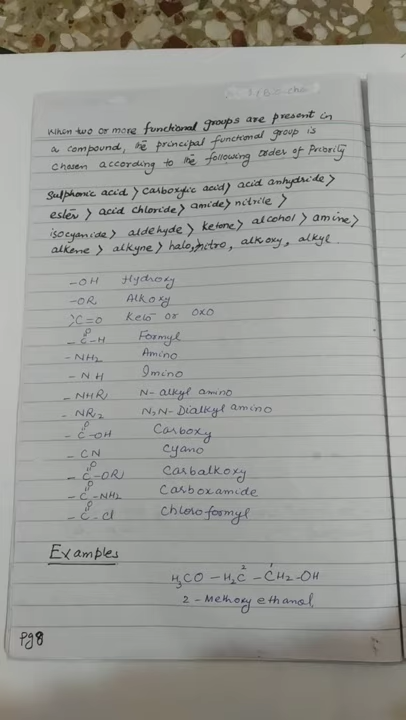 When two or more functional groups are present in
a compound, the principal functional group is
chosen according to the following order of Priority
Sulphonic acid > carboxylic acid > acid anhydride >
ester > acid chloride > amide > nitrile >
isocyanide > aldehyde > ketone > alcohol > amine >
alkene > alkyne > halo, nitro, alkoxy, alkyl
-OH Hydroxy
-OR Alkoxy
>C=O Keto or oxo
-C-H Formyl
O
-NH2 Amino
-NH Imino
-NHR N-alkyl amino
-NR2 N,N-Dialkyl amino
O
-C-OH Carboxy
-CN Cyano
O
-C-OR Carbalkoxy
O
-C-NH2 Carboxamide
O
-C-Cl Chloroformyl
Examples
2 1
H3CO-H2C-CH2-OH
2-Methoxy ethanol
Pg8